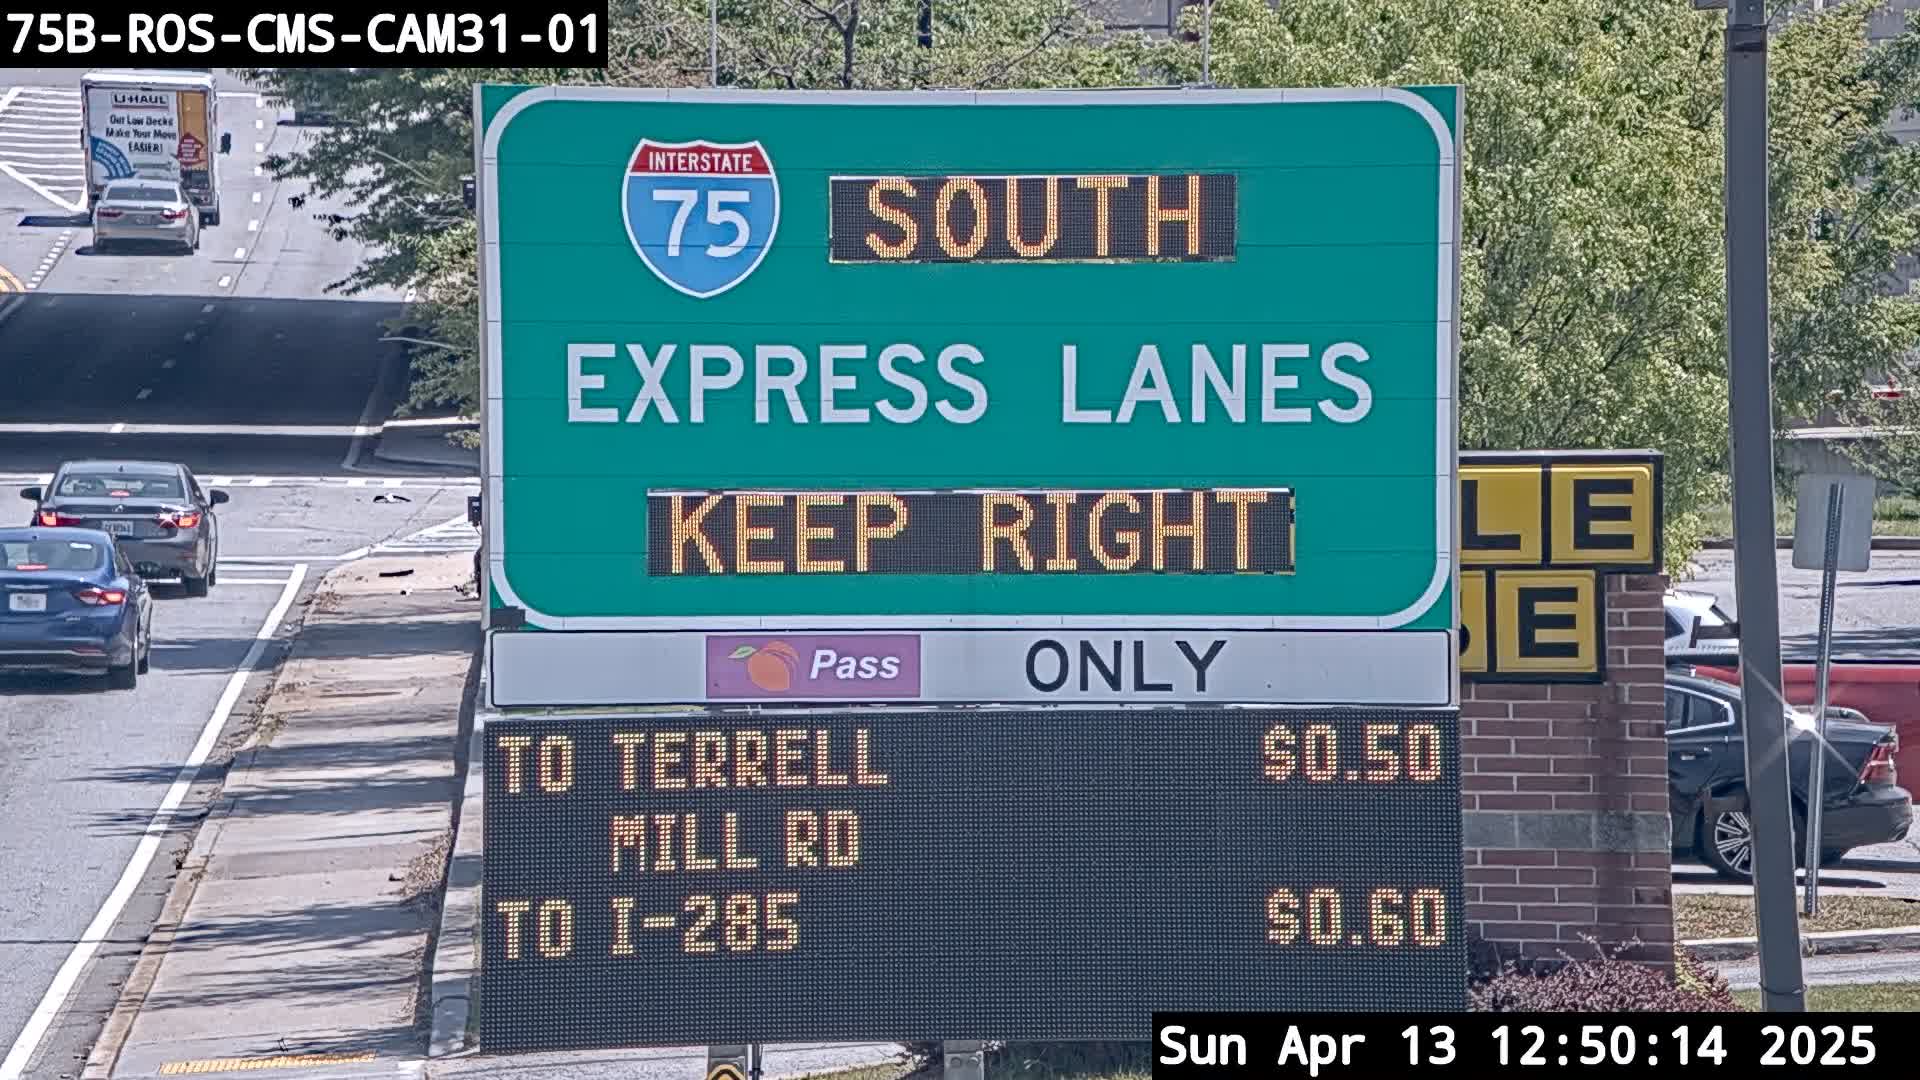 75B-ROS-CMS-CAM31-01
U-HAUL
Our Low Decks
Make Your Move
EASIER!
INTERSTATE
75
SOUTH
EXPRESS LANES
KEEP RIGHT
LE
E
Pass
ONLY
TO TERRELL $0.50
MILL RD
TO I-285 $0.60
Sun Apr 13 12:50:14 2025